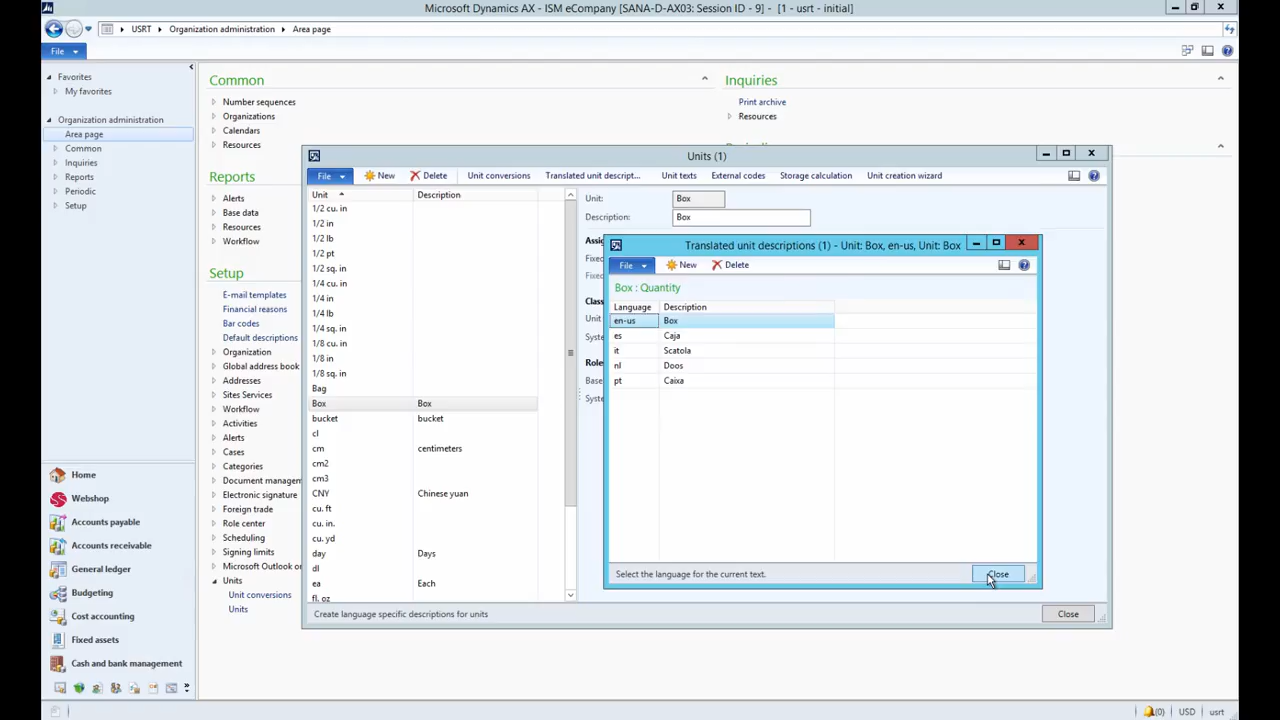 Microsoft Dynamics AX - ISM eCompany [SANA-D-AX03: Session ID - 9] - [1 - usrt - initial]
USRT Organization administration Area page
File
Favorites
My favorites
Organization administration
Area page
Common
Inquiries
Reports
Periodic
Setup
Home
Webshop
Accounts payable
Accounts receivable
General ledger
Budgeting
Cost accounting
Fixed assets
Cash and bank management
Common
Number sequences
Organizations
Calendars
Resources
Reports
Alerts
Base data
Resources
Workflow
Setup
E-mail templates
Financial reasons
Bar codes
Default descriptions
Organization
Global address book
Addresses
Sites Services
Workflow
Activities
Alerts
Cases
Categories
Document managem
Electronic signature
Foreign trade
Role center
Scheduling
Signing limits
Microsoft Outlook or
Units
Unit conversions
Units
Inquiries
Print archive
Resources
Units (1)
File New Delete Unit conversions Translated unit descript... Unit texts External codes Storage calculation Unit creation wizard
Unit Description
1/2 cu. in
1/2 in
1/2 lb
1/2 pt
1/2 sq. in
1/4 cu. in
1/4 in
1/4 lb
1/4 sq. in
1/8 cu. in
1/8 in
1/8 sq. in
Bag
Box Box
bucket bucket
cl
cm centimeters
cm2
cm3
CNY Chinese yuan
cu. ft
cu. in.
cu. yd
day Days
dl
ea Each
fl. oz
Unit: Box
Description: Box
Assig
Fixed
Fixed
Class
Unit
Syste
Role
Base
Syste
Translated unit descriptions (1) - Unit: Box, en-us, Unit: Box
File New Delete
Box : Quantity
Language Description
en-us Box
es Caja
it Scatola
nl Doos
pt Caixa
Select the language for the current text. Close
Create language specific descriptions for units Close
(0) USD usrt